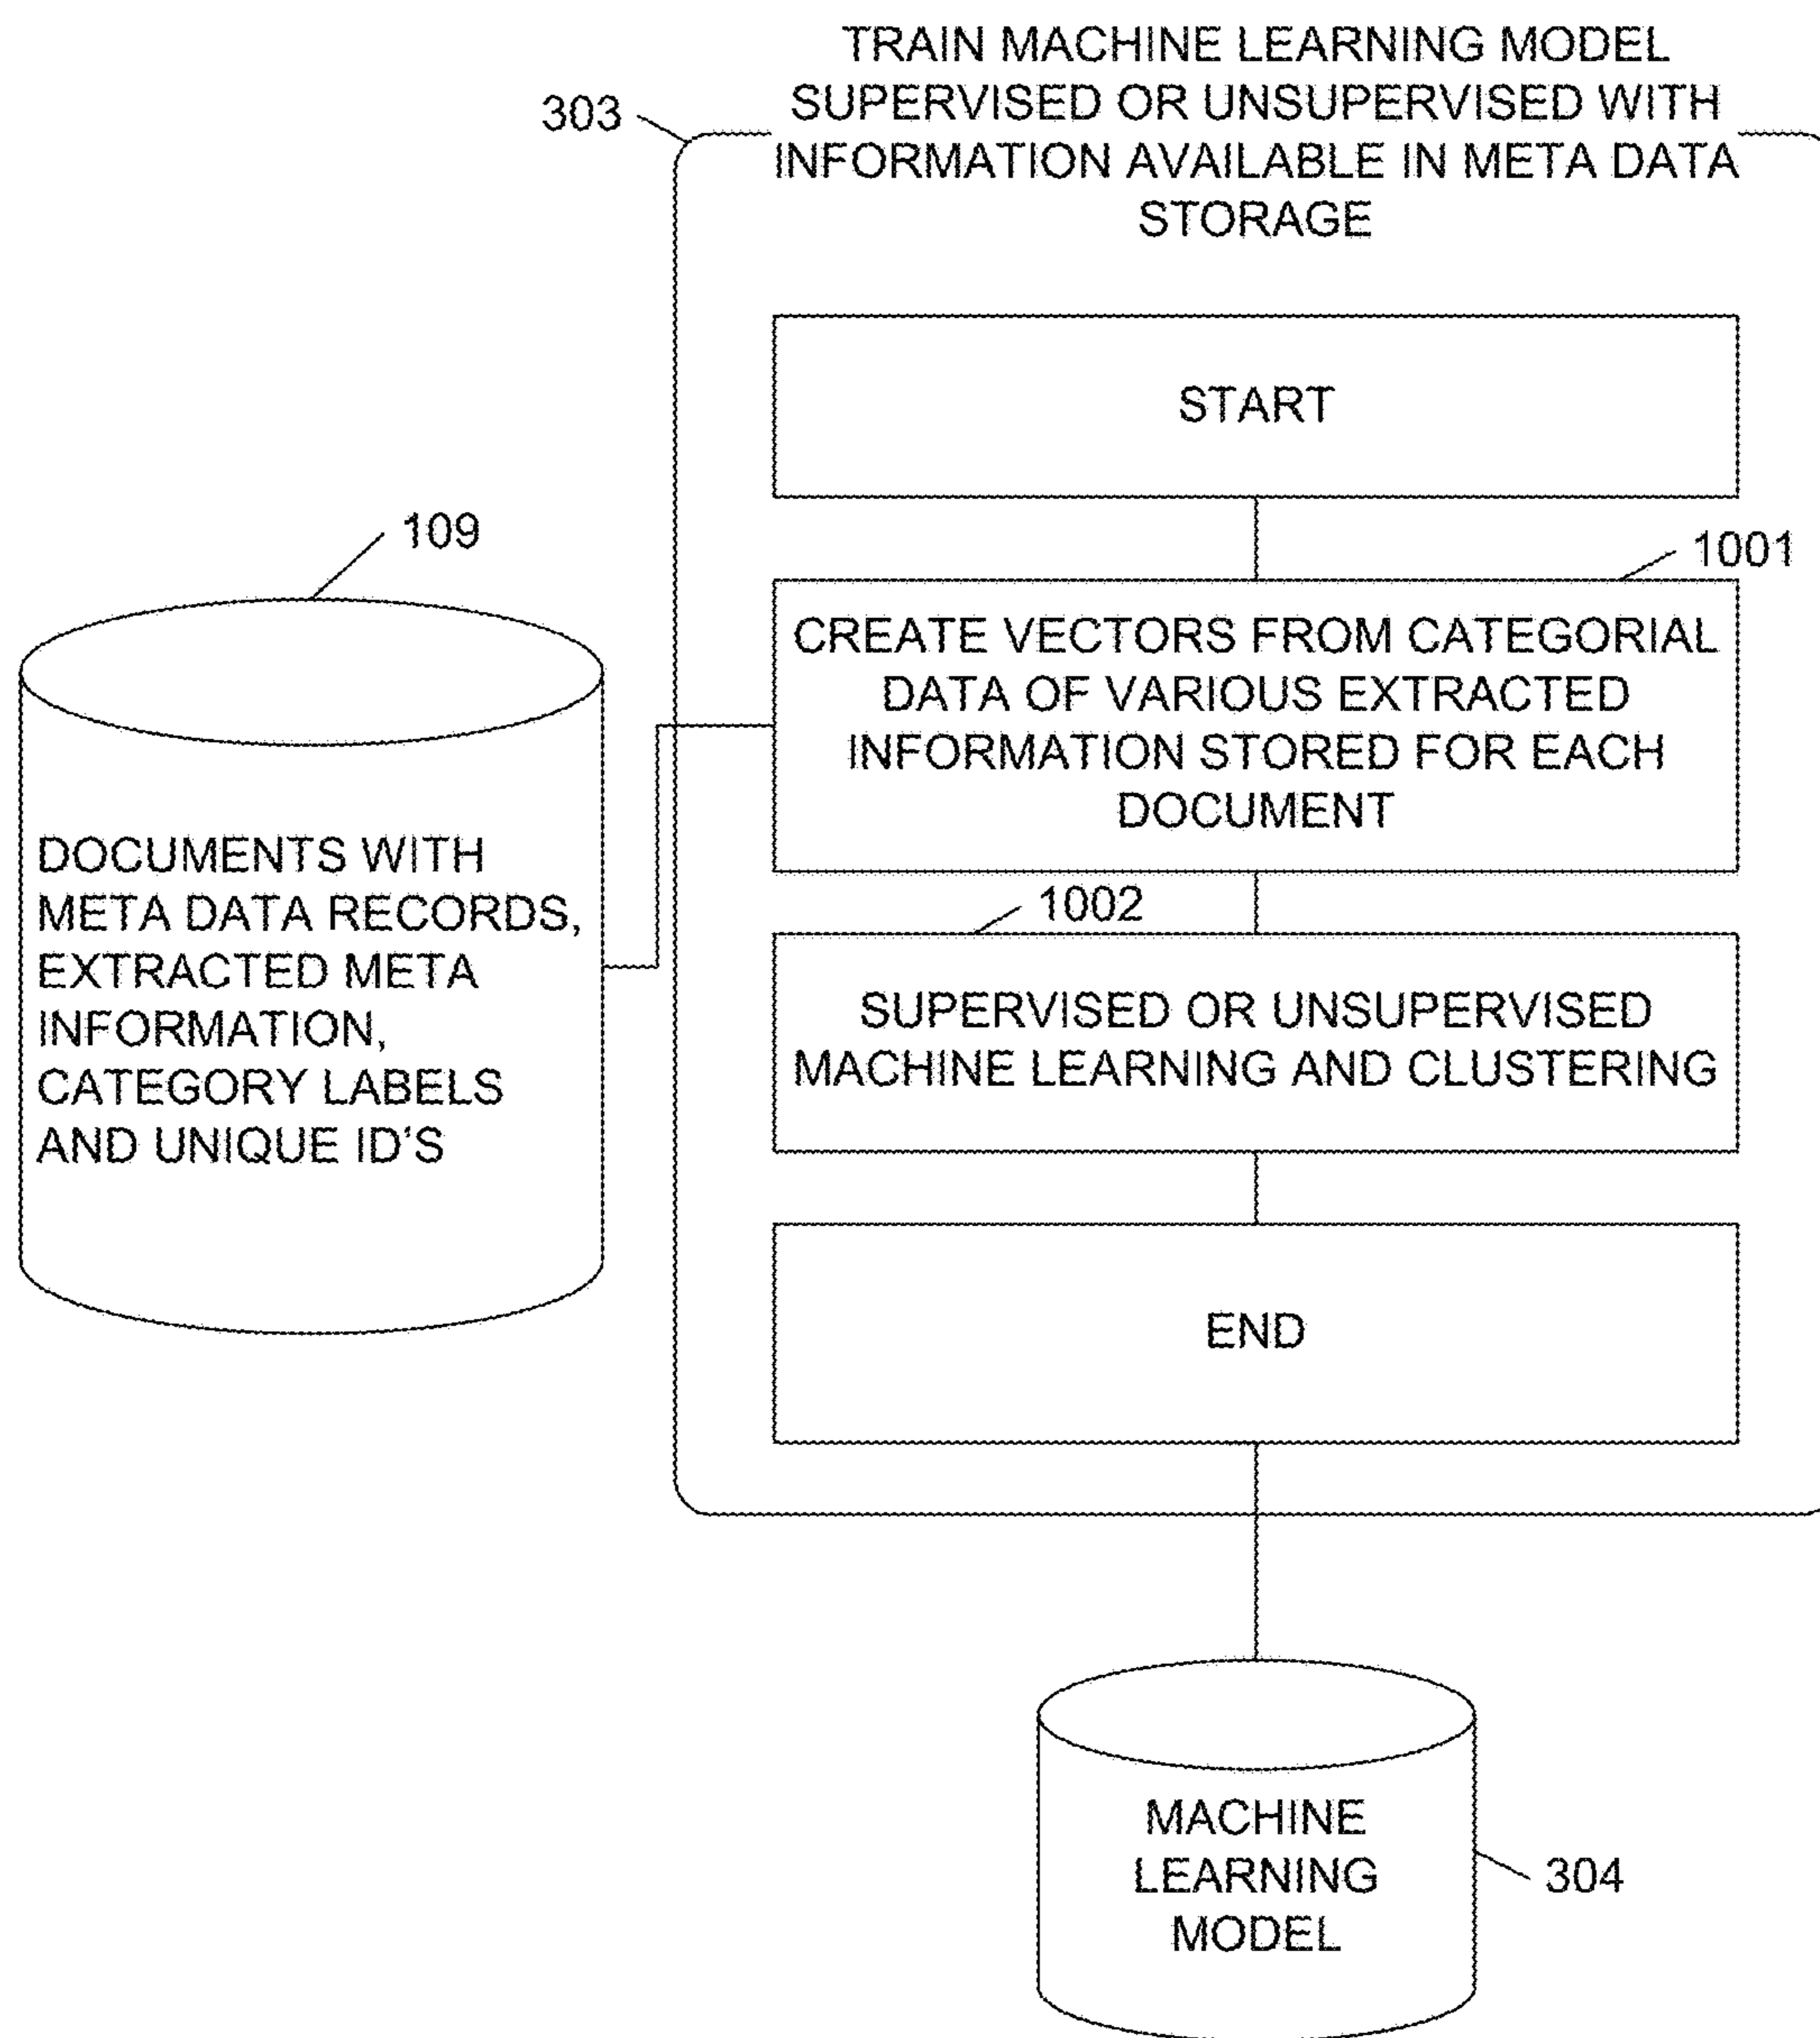 TRAIN MACHINE LEARNING MODEL
SUPERVISED OR UNSUPERVISED WITH
INFORMATION AVAILABLE IN META DATA
STORAGE
303
START
109
1001
CREATE VECTORS FROM CATEGORIAL
DATA OF VARIOUS EXTRACTED
INFORMATION STORED FOR EACH
DOCUMENT
DOCUMENTS WITH
META DATA RECORDS,
EXTRACTED META
INFORMATION,
CATEGORY LABELS
AND UNIQUE ID'S
1002
SUPERVISED OR UNSUPERVISED
MACHINE LEARNING AND CLUSTERING
END
MACHINE
LEARNING
MODEL
304